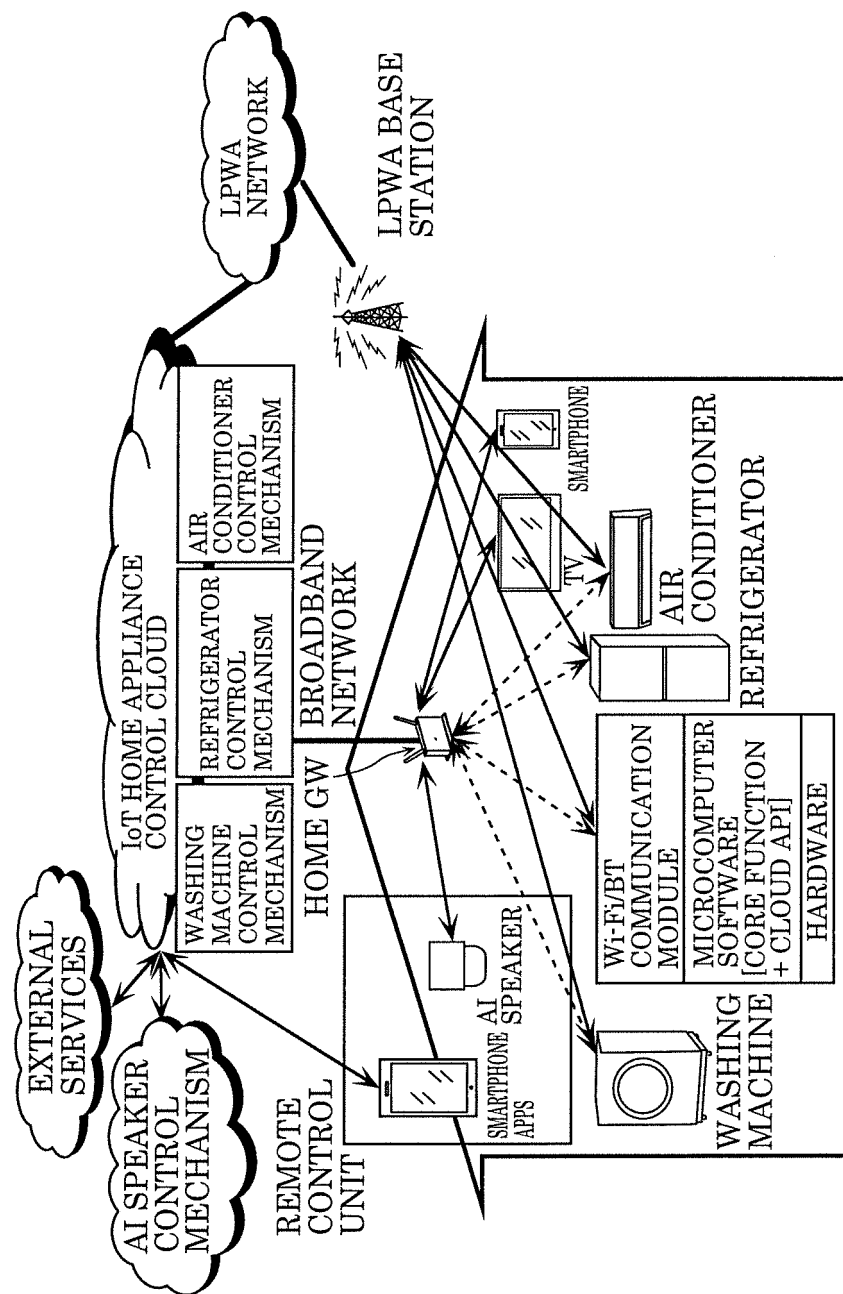 EXTERNAL
SERVICES
AI SPEAKER
CONTROL
MECHANISM
IoT HOME APPLIANCE
CONTROL CLOUD
WASHING
MACHINE
CONTROL
MECHANISM
REFRIGERATOR
CONTROL
MECHANISM
AIR
CONDITIONER
CONTROL
MECHANISM
LPWA
NETWORK
REMOTE
CONTROL
UNIT
HOME GW
BROADBAND
NETWORK
LPWA BASE
STATION
SMARTPHONE
APPS
AI
SPEAKER
TV
SMARTPHONE
WASHING
MACHINE
Wi-Fi/BT
COMMUNICATION
MODULE
MICROCOMPUTER
SOFTWARE
[CORE FUNCTION
+ CLOUD API]
HARDWARE
REFRIGERATOR
AIR
CONDITIONER